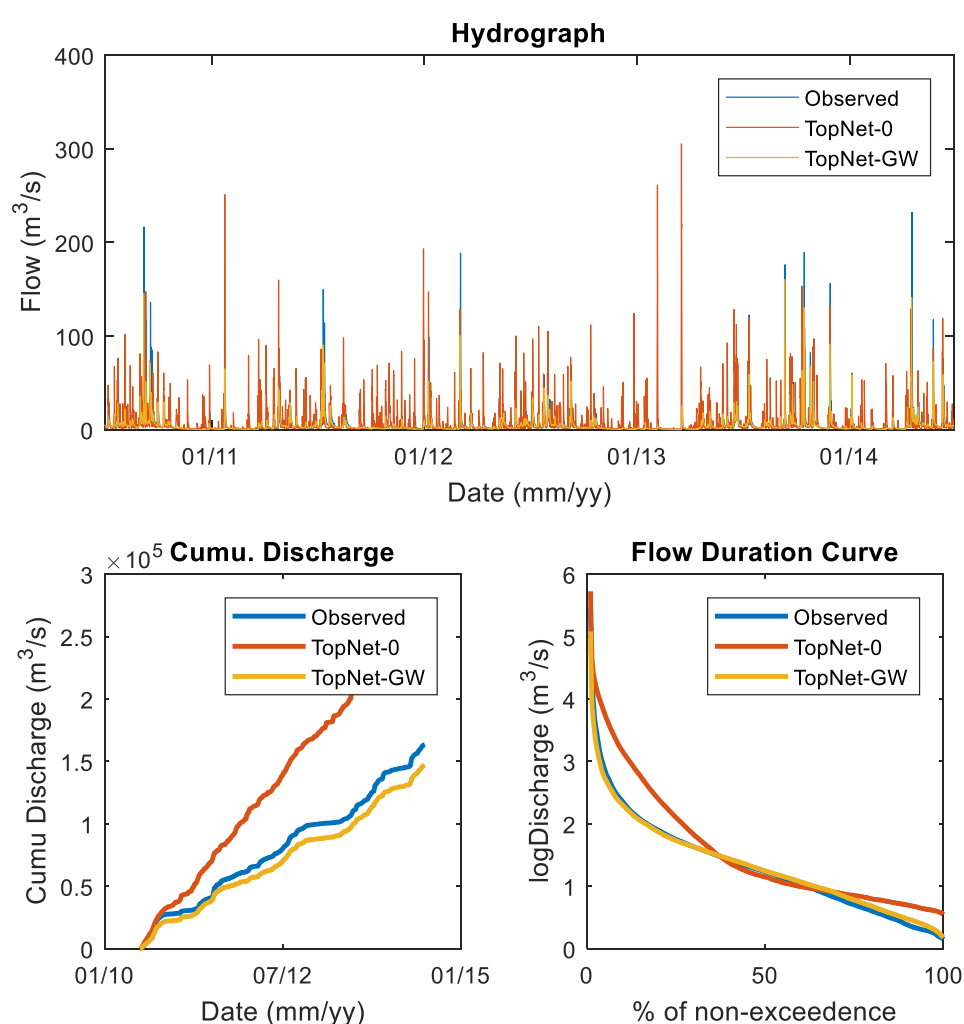 Hydrograph
400
300
200
100
0
Flow (m³/s)
Observed
TopNet-0
TopNet-GW
01/11
01/12
01/13
01/14
Date (mm/yy)
×10⁵ Cumu. Discharge
3
2.5
2
1.5
1
0.5
0
Cumu Discharge (m³/s)
Observed
TopNet-0
TopNet-GW
01/10
07/12
01/15
Date (mm/yy)
Flow Duration Curve
6
5
4
3
2
1
0
logDischarge (m³/s)
Observed
TopNet-0
TopNet-GW
0
50
100
% of non-exceedence